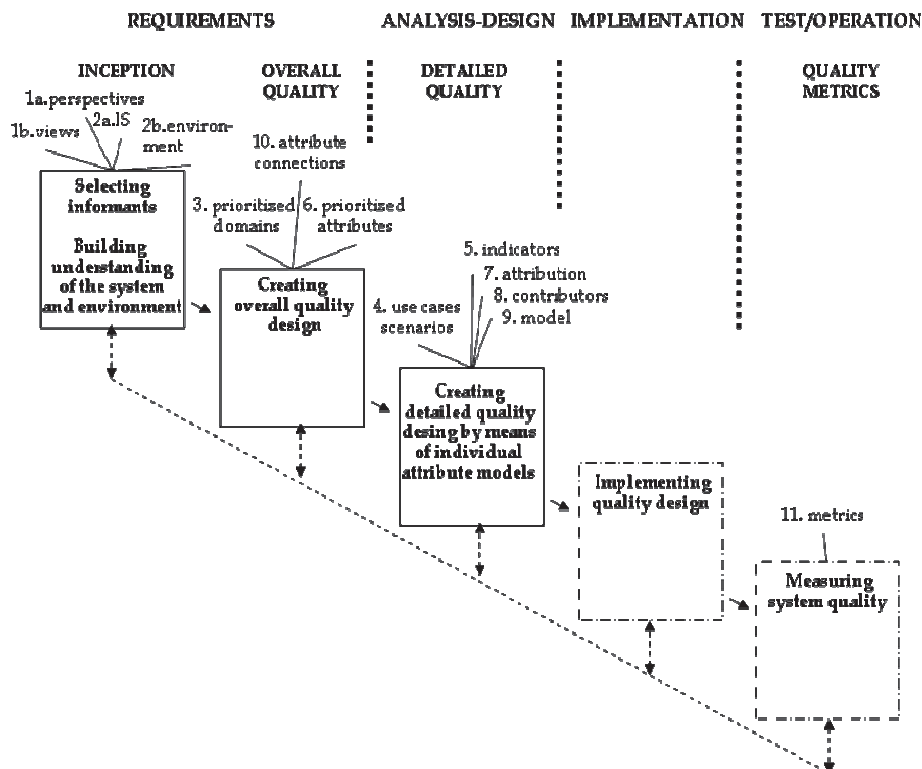 REQUIREMENTS
ANALYSIS-DESIGN
IMPLEMENTATION
TEST/OPERATION
INCEPTION
OVERALL
QUALITY
DETAILED
QUALITY
QUALITY
METRICS
1a.perspectives
2a.IS
1b.views
2b.environ-
ment
10. attribute
connections
Selecting
informants
Building
understanding
of the system
and environment
3. prioritized
domains
6. prioritized
attributes
Creating
overall quality
design
5. indicators
7. attribution
8. contributors
9. model
4. use cases
scenarios
Creating
detailed quality
desing by means
of individual
attribute models
Implementing
quality design
11. metrics
Measuring
system quality